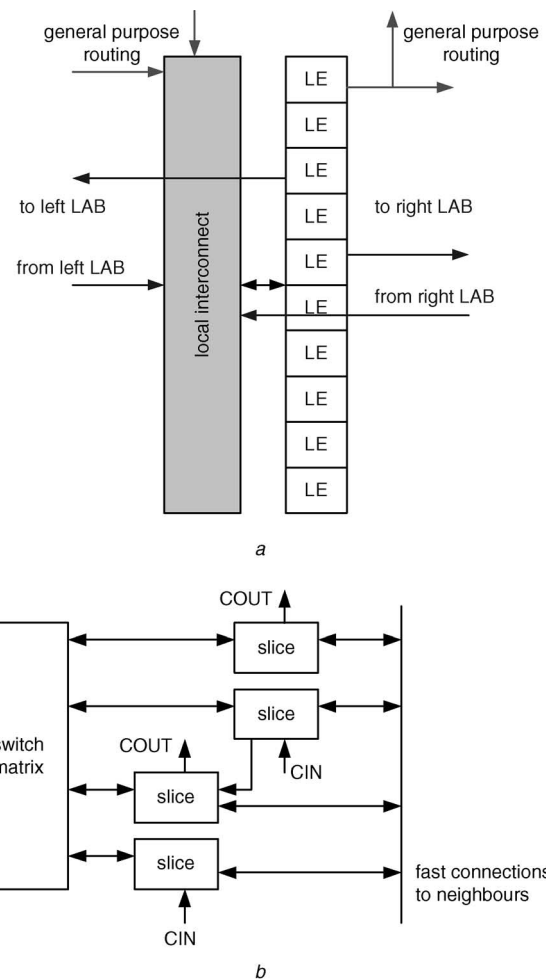 general purpose
routing
general purpose
routing
LE
LE
LE
LE
LE
LE
LE
LE
LE
LE
local interconnect
to left LAB
to right LAB
from left LAB
from right LAB
a
COUT
slice
slice
switch
matrix
COUT
CIN
slice
slice
fast connections
to neighbours
CIN
b